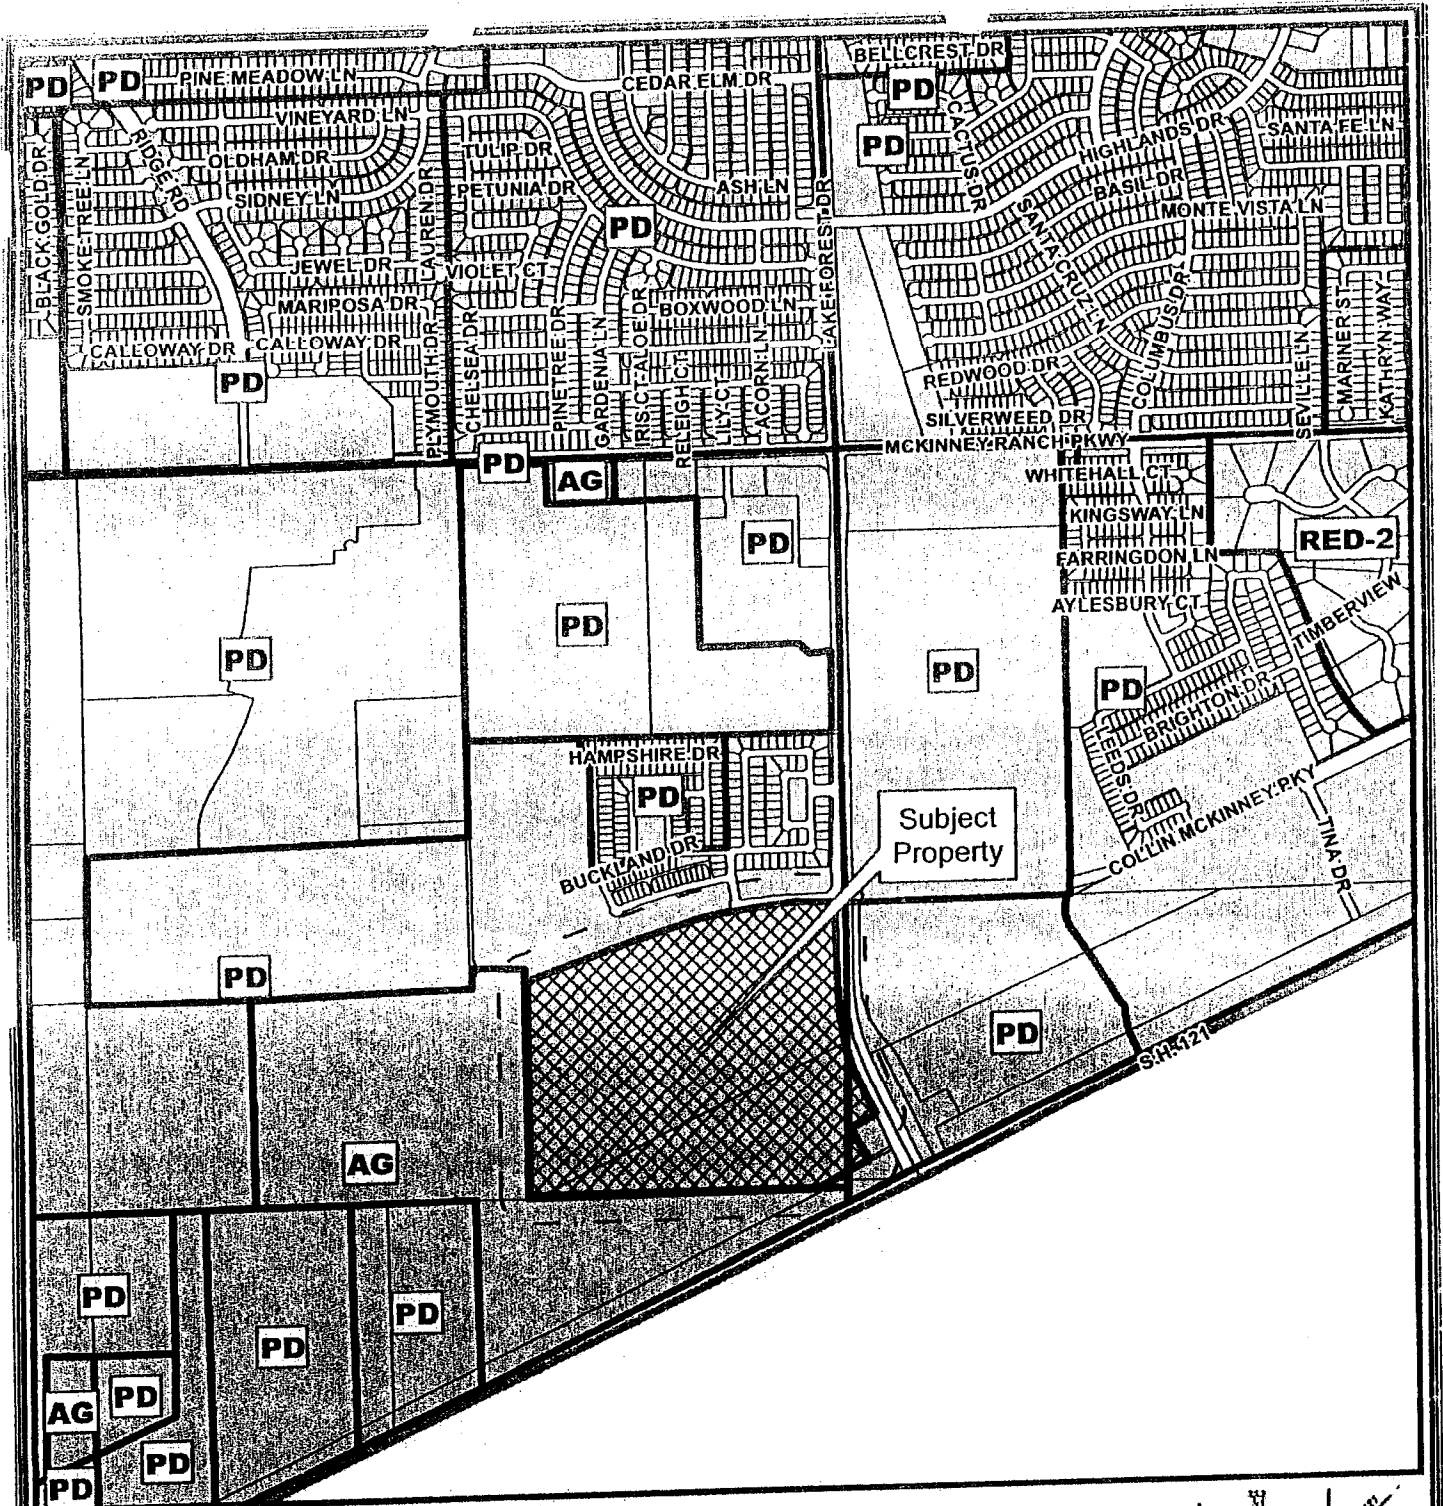 BELLCREST DR
PD
PD
PINE MEADOW LN
CEDAR ELM DR
PD
VINEYARD LN
CACTUS DR
HIGHLANDS DR
SANTA FE LN
RIDGE RD
TULIP DR
PD
OLDHAM DR
BLACK GOLD DR
SMOKE TREE LN
SIDNEY LN
PETUNIA DR
ASH LN
BASIL DR
LAUREN DR
PD
LAKE FOREST DR
SANTA CRUZ LN
MONTE VISTA LN
JEWEL DR
VIOLET CT
MARIPOSA DR
BOXWOOD LN
COLUMBUS DR
CALLOWAY DR
CALLOWAY DR
PLYMOUTH DR
CHELSEA DR
PINETREE DR
GARDENIA LN
IRIS CT
ALOE DR
RELEIGH CT
LILY CT
ACORN LN
REDWOOD DR
SEVILLE LN
MARINER ST
KATHRYN WAY
PD
SILVERWEED DR
MCKINNEY RANCH PKWY
PD
AG
WHITEHALL CT
KINGSWAY LN
PD
FARRINGDON LN
RED-2
AYLESBURY CT
PD
TIMBERVIEW
PD
PD
PD
BRIGHTON DR
LEEDS DR
HAMPSHIRE DR
PD
COLLIN MCKINNEY PKY
Subject
Property
BUCKLAND DR
TINA DR
PD
PD
S.H. 121
AG
PD
PD
PD
PD
AG
PD
PD